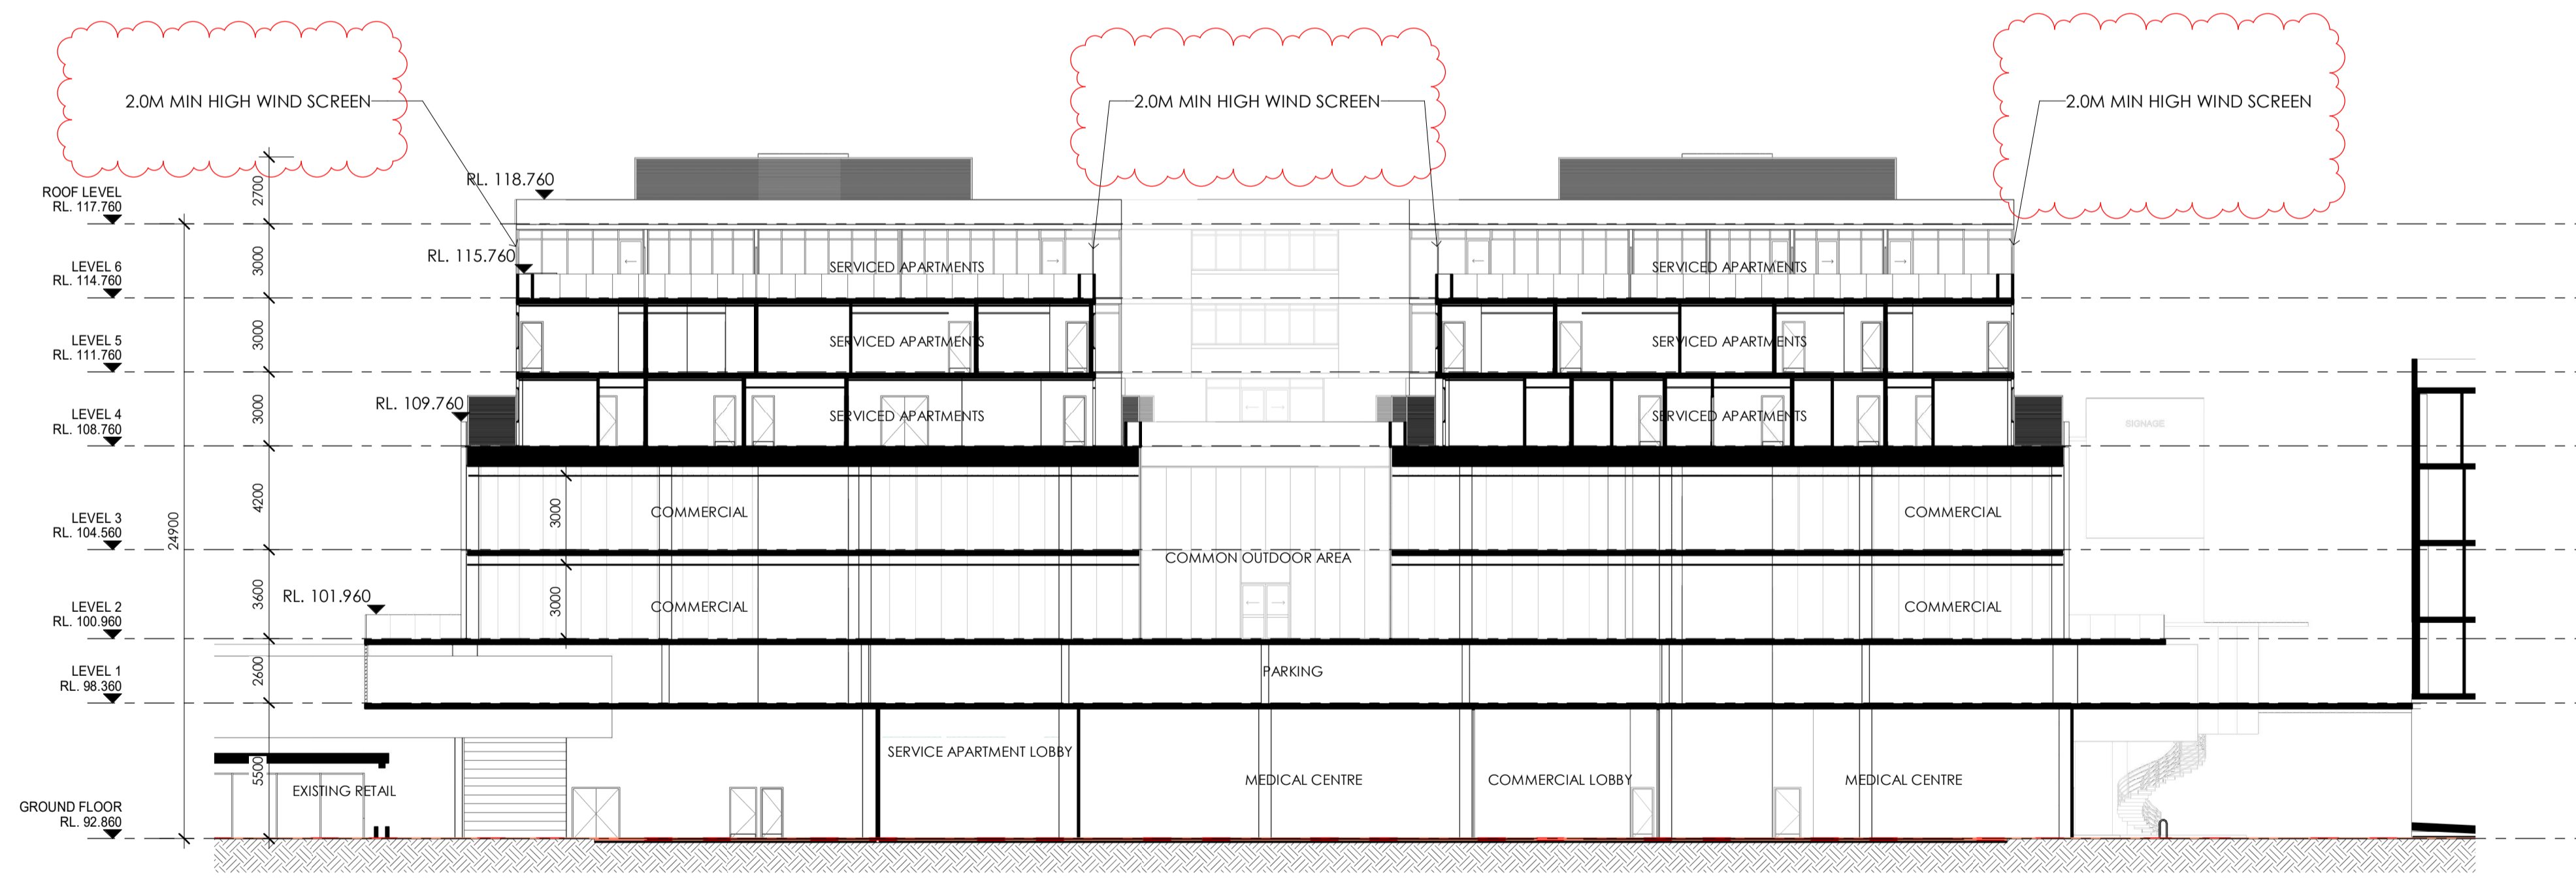 2.0M MIN HIGH WIND SCREEN
2.0M MIN HIGH WIND SCREEN
2.0M MIN HIGH WIND SCREEN
2700
RL. 118.760
ROOF LEVEL
RL. 117.760
3000
RL. 115.760
SERVICED APARTMENTS
SERVICED APARTMENTS
LEVEL 6
RL. 114.760
3000
SERVICED APARTMENTS
SERVICED APARTMENTS
LEVEL 5
RL. 111.760
3000
RL. 109.760
SERVICED APARTMENTS
SERVICED APARTMENTS
LEVEL 4
RL. 108.760
SIGNAGE
4200
3000
COMMERCIAL
COMMERCIAL
LEVEL 3
RL. 104.560
24900
COMMON OUTDOOR AREA
3600
3000
RL. 101.960
COMMERCIAL
COMMERCIAL
LEVEL 2
RL. 100.960
2600
PARKING
LEVEL 1
RL. 98.360
5500
SERVICE APARTMENT LOBBY
EXISTING RETAIL
MEDICAL CENTRE
COMMERCIAL LOBBY
MEDICAL CENTRE
GROUND FLOOR
RL. 92.860